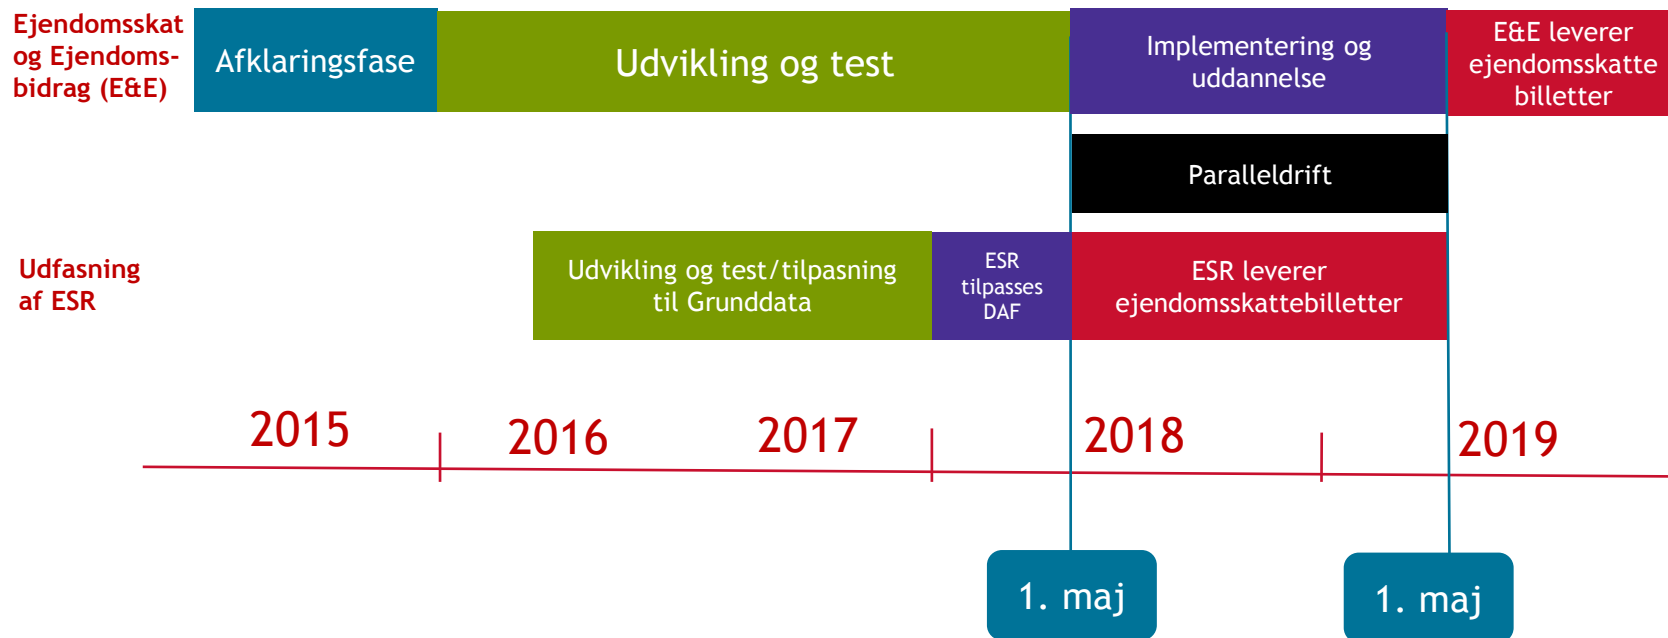 Ejendomsskat
og Ejendoms-
bidrag (E&E)
Afklaringsfase
Udvikling og test
Implementering og
uddannelse
E&E leverer
ejendomsskatte
billetter
Paralleldrift
Udfasning
af ESR
Udvikling og test/tilpasning
til Grunddata
ESR
tilpasses
DAF
ESR leverer
ejendomsskattebilletter
2015
2016
2017
2018
2019
1. maj
1. maj